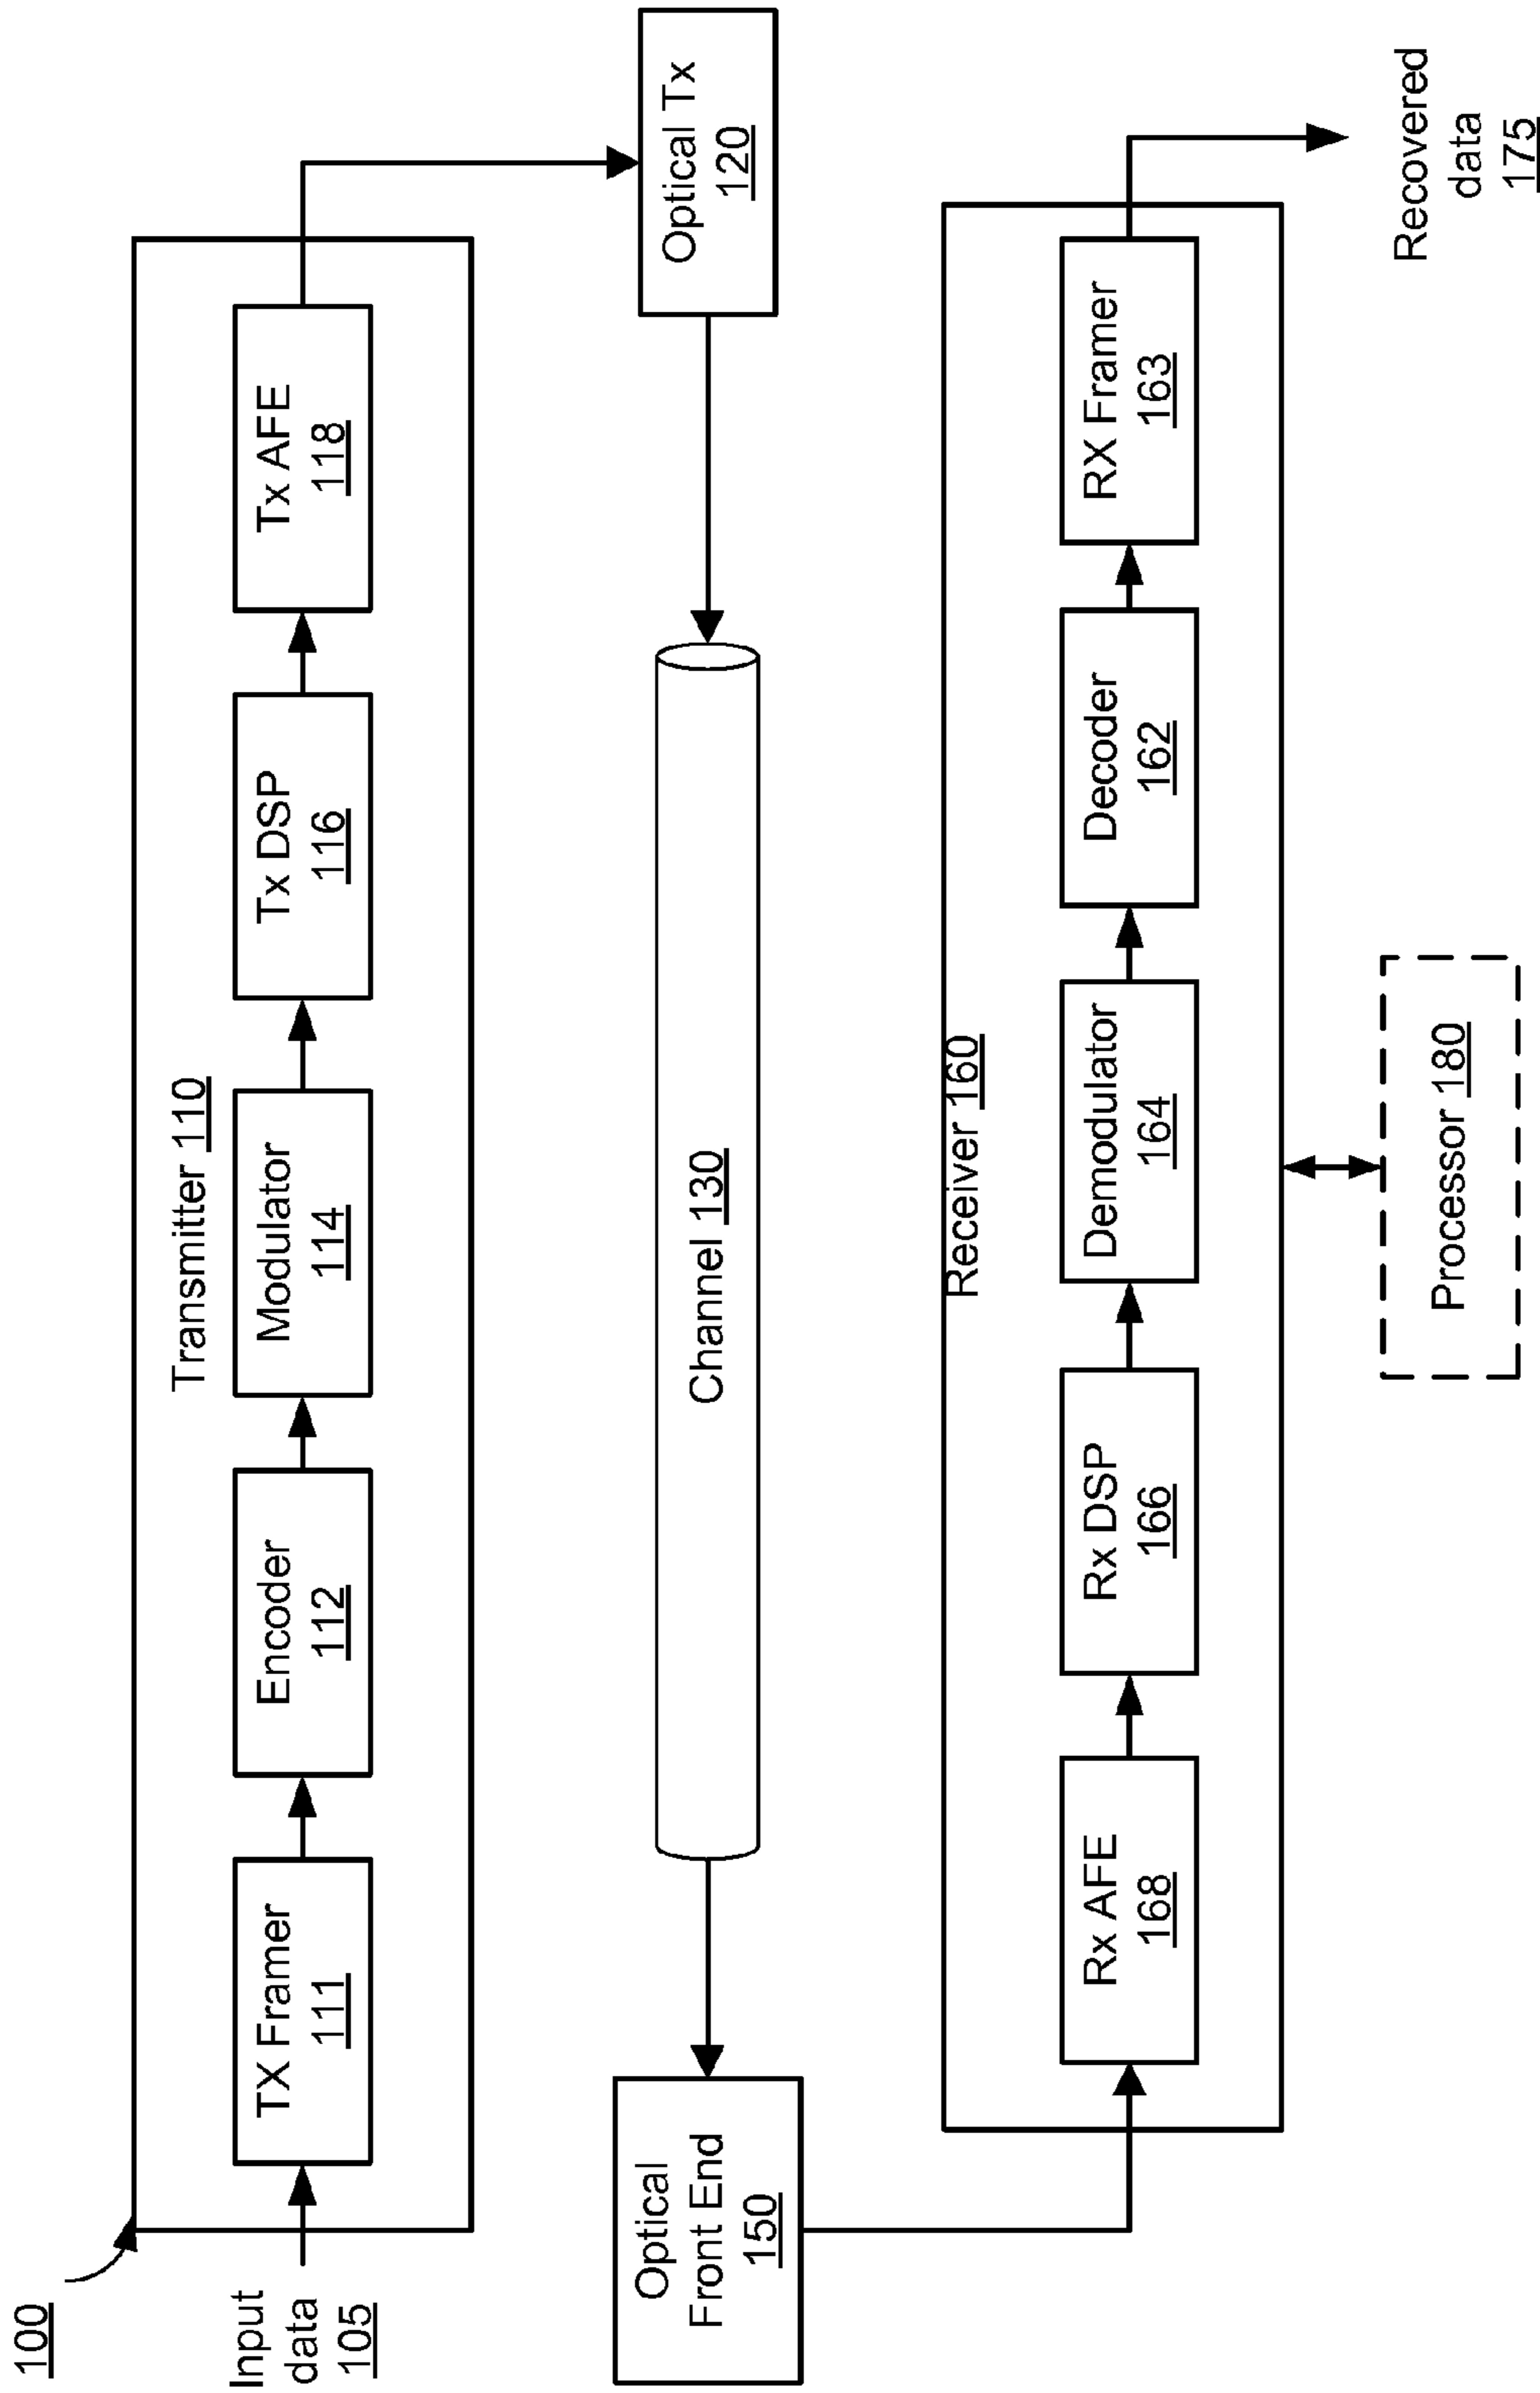 100
Input
data
105
Transmitter 110
TX Framer
111
Encoder
112
Modulator
114
Tx DSP
116
Tx AFE
118
Optical Tx
120
Channel 130
Optical
Front End
150
Receiver 160
Rx AFE
168
Rx DSP
166
Demodulator
164
Decoder
162
RX Framer
163
Recovered
data
175
Processor 180